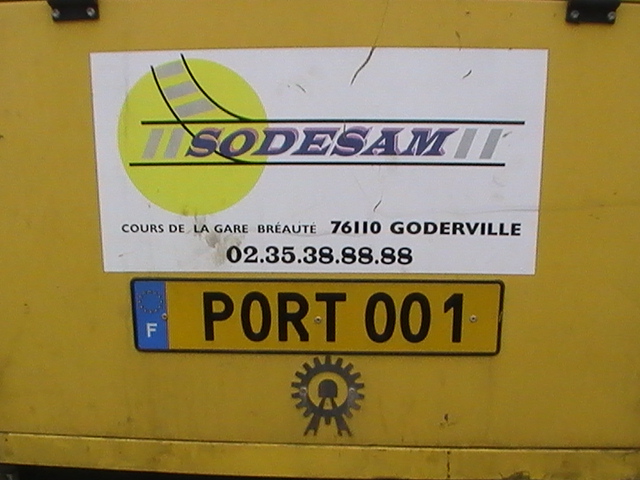 SODESAM
COURS DE LA GARE BRÉAUTÉ 76110 GODERVILLE
02.35.38.88.88
F PORT 001